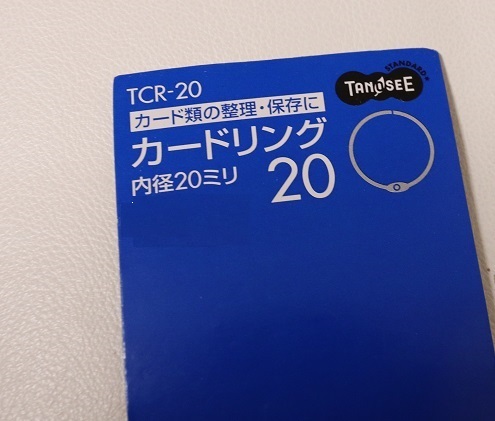 TCR-20
STANDARD+
TANOSEE
カード類の整理・保存に
カードリング
内径20ミリ
20